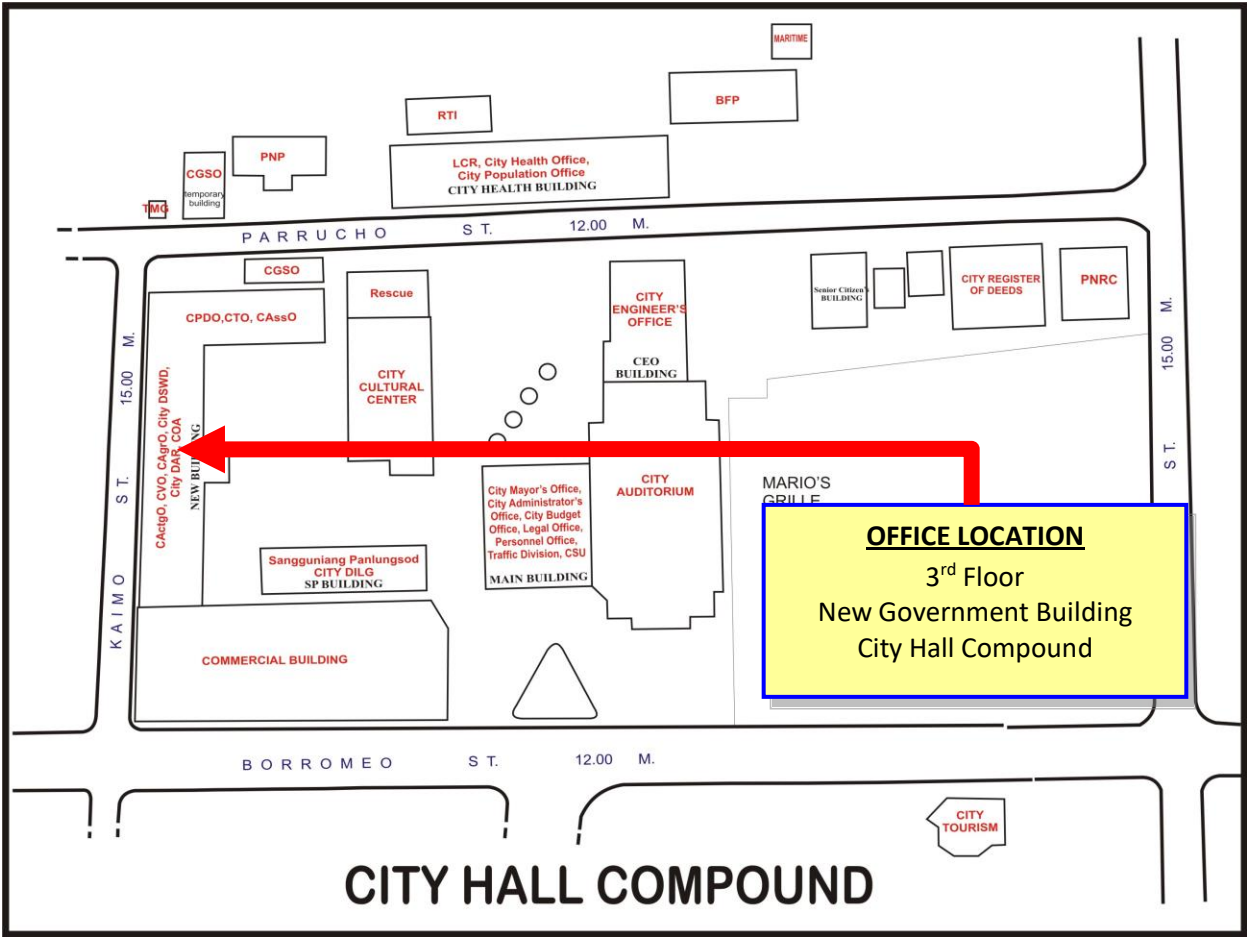 MARITIME
BFP
RTI
PNP
CGSO
temporary
building
TMG
LCR, City Health Office,
City Population Office
CITY HEALTH BUILDING
PARRUCHO ST. 12.00 M.
CGSO
Rescue
CPDO,CTO, CAssO
CITY
ENGINEER'S
OFFICE
CEO
BUILDING
Senior Citizen's
BUILDING
CITY REGISTER
OF DEEDS
PNRC
KAIMO ST. 15.00 M.
ST. 15.00 M.
CActgO, CVO, CAgrO, City DSWD,
City DAR, COA
NEW BUILDING
CITY
CULTURAL
CENTER
City Mayor's Office,
City Administrator's
Office, City Budget
Office, Legal Office,
Personnel Office,
Traffic Division, CSU
MAIN BUILDING
CITY
AUDITORIUM
MARIO'S
GRILLE
OFFICE LOCATION
3rd Floor
New Government Building
City Hall Compound
Sangguniang Panlungsod
CITY DILG
SP BUILDING
COMMERCIAL BUILDING
BORROMEO ST. 12.00 M.
CITY
TOURISM
CITY HALL COMPOUND